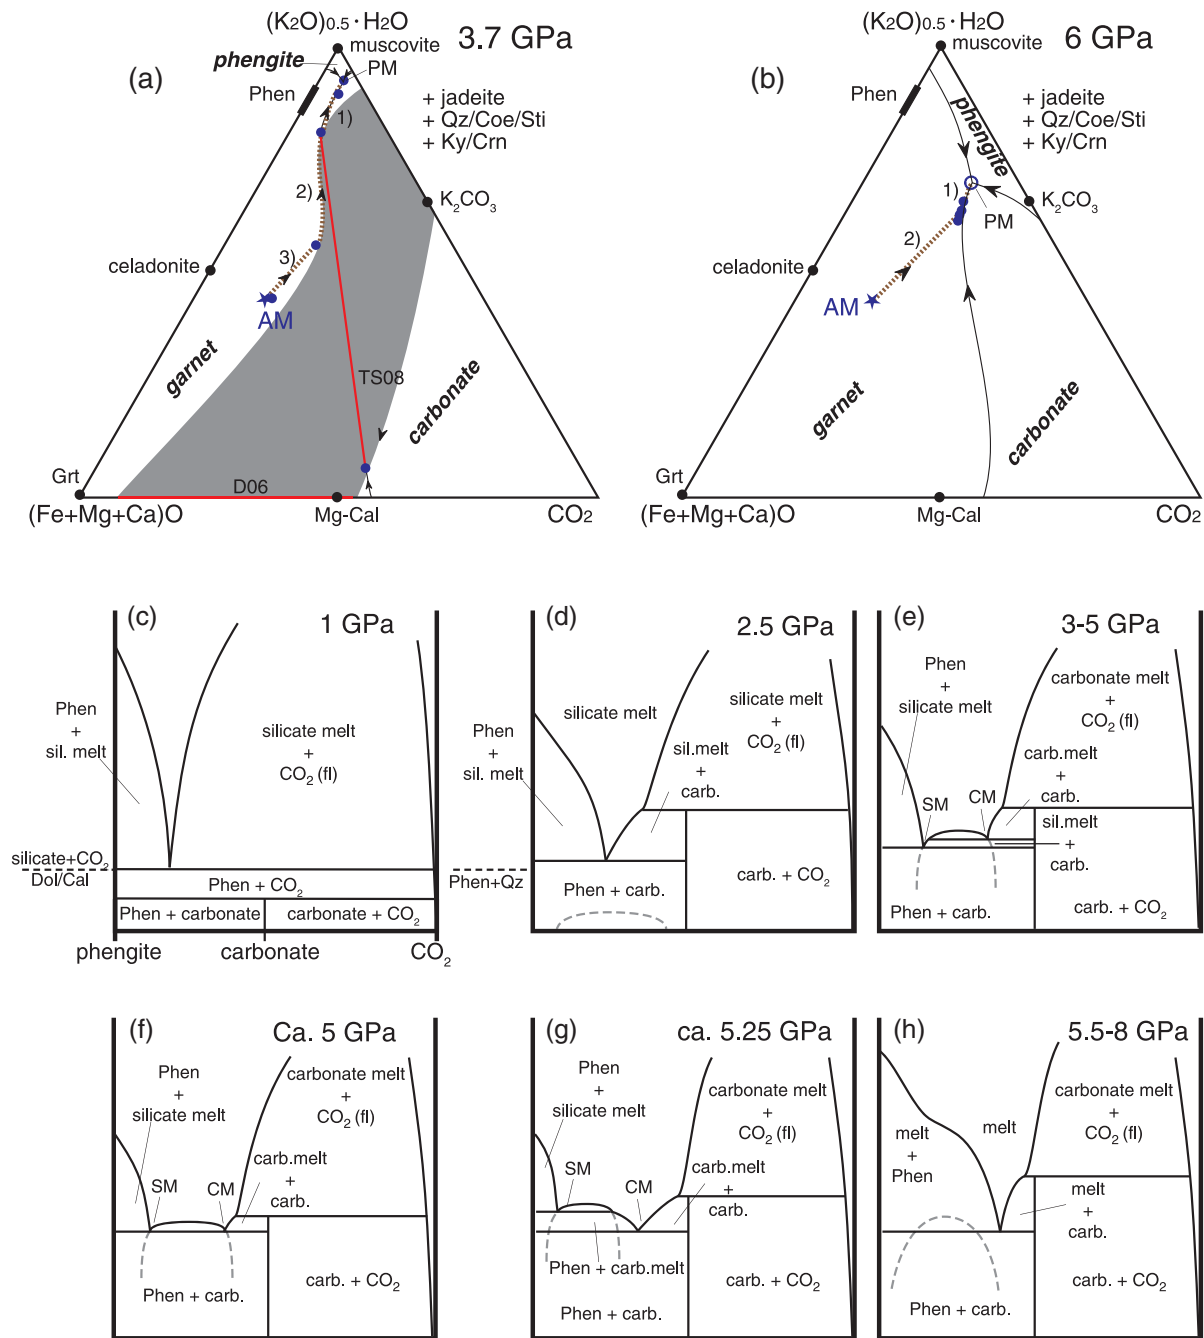 (K2O)0.5·H2O
3.7 GPa
(a)
phengite
muscovite
PM
Phen
+ jadeite
+ Qz/Coe/Sti
+ Ky/Crn
1)
2)
K2CO3
3)
celadonite
AM
garnet
TS08
carbonate
Grt
D06
(Fe+Mg+Ca)O
Mg-Cal
CO2
(K2O)0.5·H2O
6 GPa
(b)
muscovite
Phen
phengite
+ jadeite
+ Qz/Coe/Sti
+ Ky/Crn
1)
K2CO3
PM
2)
celadonite
AM
garnet
carbonate
Grt
(Fe+Mg+Ca)O
Mg-Cal
CO2
(c)
1 GPa
Phen
+
sil. melt
silicate melt
+
CO2 (fl)
silicate+CO2
Dol/Cal
Phen + CO2
Phen + carbonate
carbonate + CO2
phengite
carbonate
CO2
(d)
2.5 GPa
silicate melt
silicate melt
+
CO2 (fl)
Phen
+
sil. melt
sil.melt
+
carb.
Phen+Qz
Phen + carb.
carb. + CO2
(e)
3-5 GPa
Phen
+
silicate melt
carbonate melt
+
CO2 (fl)
SM
CM
carb.melt
+
carb.
sil.melt
+
carb.
Phen + carb.
carb. + CO2
(f)
Ca. 5 GPa
Phen
+
silicate melt
carbonate melt
+
CO2 (fl)
SM
CM
carb.melt
+
carb.
Phen + carb.
carb. + CO2
(g)
ca. 5.25 GPa
Phen
+
silicate melt
carbonate melt
+
CO2 (fl)
SM
CM
carb.melt
+
carb.
Phen + carb.melt
Phen + carb.
carb. + CO2
(h)
5.5-8 GPa
melt
+
Phen
melt
carbonate melt
+
CO2 (fl)
melt
+
carb.
Phen + carb.
carb. + CO2